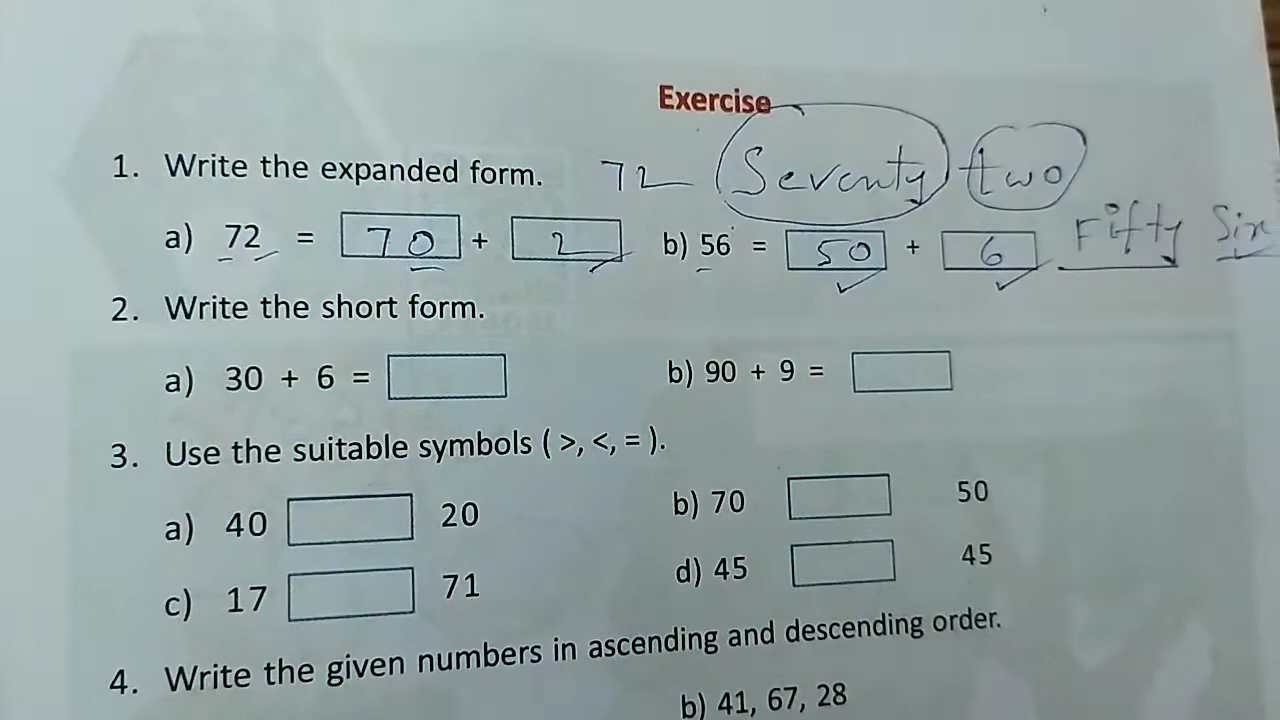 Exercise
1. Write the expanded form. 72 Seventy two
a) 72 = 70 + 2 b) 56 = 50 + 6 Fifty Six
2. Write the short form.
a) 30 + 6 = b) 90 + 9 =
3. Use the suitable symbols ( >, <, = ).
a) 40 20 b) 70 50
c) 17 71 d) 45 45
4. Write the given numbers in ascending and descending order.
b) 41, 67, 28